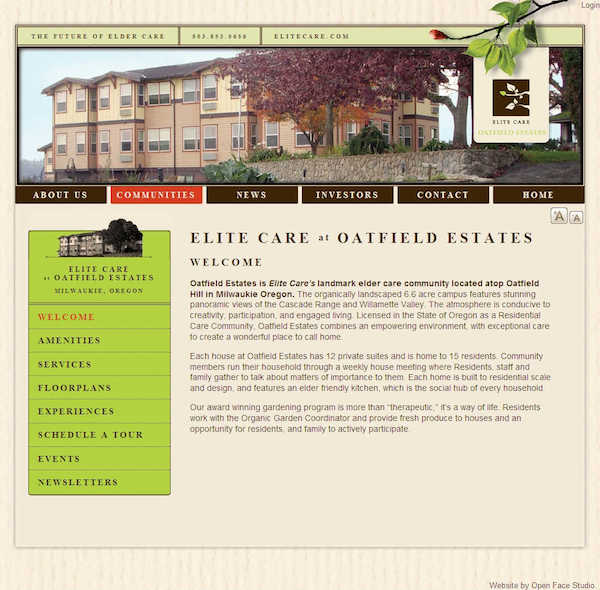 Login
THE FUTURE OF ELDER CARE
ELITECARE.COM
ELITE CARE
OATFIELD ESTATES
ABOUT US
COMMUNITIES
NEWS
INVESTORS
CONTACT
HOME
A A
ELITE CARE
at OATFIELD ESTATES
MILWAUKIE, OREGON
WELCOME
AMENITIES
SERVICES
FLOORPLANS
EXPERIENCES
SCHEDULE A TOUR
EVENTS
NEWSLETTERS
ELITE CARE at OATFIELD ESTATES
WELCOME
Oatfield Estates is Elite Care's landmark elder care community located atop Oatfield
Hill in Milwaukie Oregon. The organically landscaped 6.6 acre campus features stunning
panoramic views of the Cascade Range and Willamette Valley. The atmosphere is conducive to
creativity, participation, and engaged living. Licensed in the State of Oregon as a Residential
Care Community, Oatfield Estates combines an empowering environment, with exceptional care
to create a wonderful place to call home.
Each house at Oatfield Estates has 12 private suites and is home to 15 residents. Community
members run their household through a weekly house meeting where Residents, staff and
family gather to talk about matters of importance to them. Each home is built to residential scale
and design, and features an elder friendly kitchen, which is the social hub of every household
Our award winning gardening program is more than "therapeutic," it's a way of life. Residents
work with the Organic Garden Coordinator and provide fresh produce to houses and an
opportunity for residents, and family to actively participate.
Website by Open Face Studio.